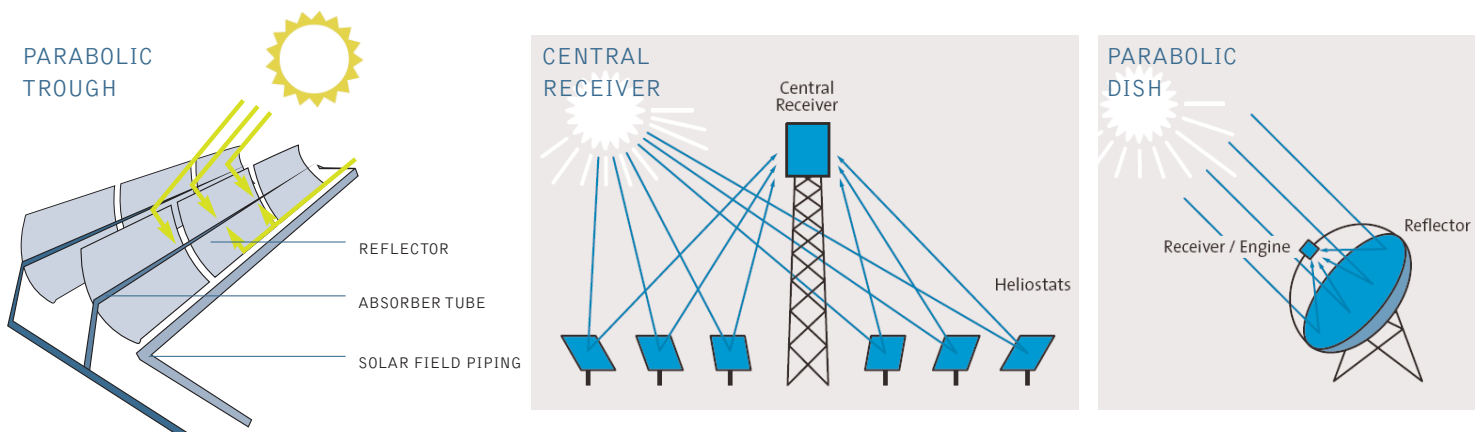 PARABOLIC
TROUGH
REFLECTOR
ABSORBER TUBE
SOLAR FIELD PIPING
CENTRAL
RECEIVER
Central
Receiver
Heliostats
PARABOLIC
DISH
Reflector
Receiver / Engine